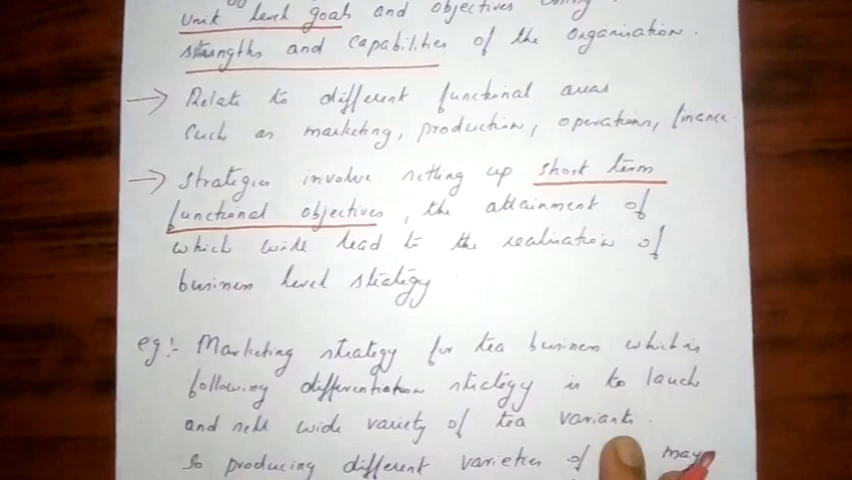 unit level goals and objectives using
strengths and capabilities of the organisation.
→ Relate to different functional areas
such as marketing, production, operations, finance
→ Strategies involve setting up short term
functional objectives, the attainment of
which will lead to the realisation of
business level strategy
eg:- Marketing strategy for tea business which is
following differentiation strategy is to lauch
and sell wide variety of tea variants.
so producing different varieties of may